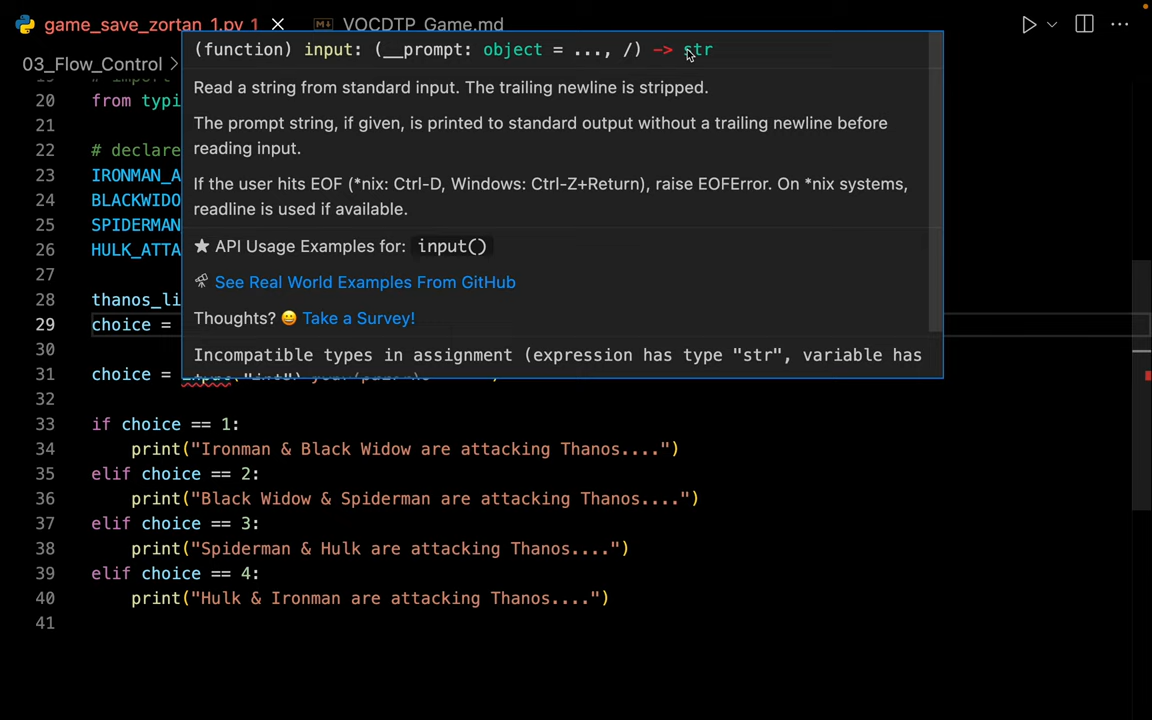 game_save_zortan_1.py 1 VOCDTP_Game.md
(function) input: (__prompt: object = ..., /) -> str
03_Flow_Control >
Read a string from standard input. The trailing newline is stripped.
20 from typi
21 The prompt string, if given, is printed to standard output without a trailing newline before
22 # declare reading input.
23 IRONMAN_A If the user hits EOF (*nix: Ctrl-D, Windows: Ctrl-Z+Return), raise EOFError. On *nix systems,
24 BLACKWIDO readline is used if available.
25 SPIDERMAN
26 HULK_ATTA ★ API Usage Examples for: input()
27 See Real World Examples From GitHub
28 thanos_li
29 choice = Thoughts? 😀 Take a Survey!
30 Incompatible types in assignment (expression has type "str", variable has
31 choice =
32
33 if choice == 1:
34 print("Ironman & Black Widow are attacking Thanos....")
35 elif choice == 2:
36 print("Black Widow & Spiderman are attacking Thanos....")
37 elif choice == 3:
38 print("Spiderman & Hulk are attacking Thanos....")
39 elif choice == 4:
40 print("Hulk & Ironman are attacking Thanos....")
41